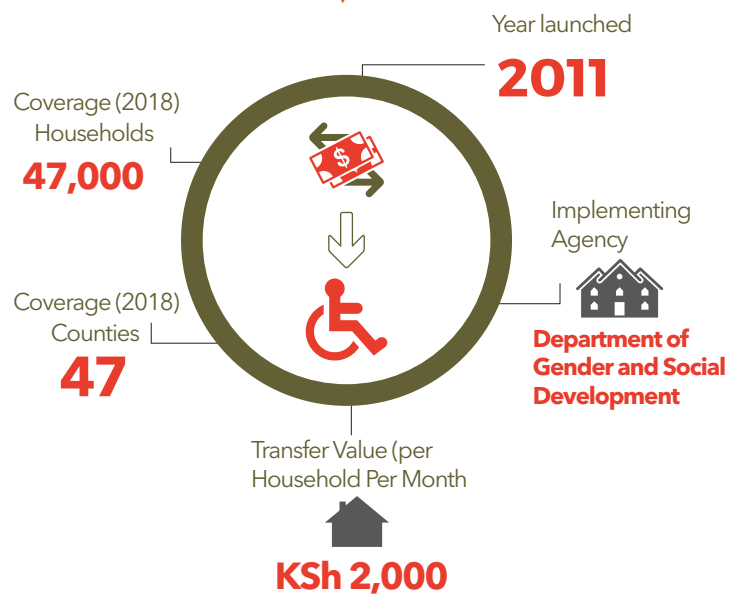 Year launched
2011
Coverage (2018)
Households
47,000
$
Implementing
Agency
Department of
Gender and Social
Development
Coverage (2018)
Counties
47
Transfer Value (per
Household Per Month
KSh 2,000